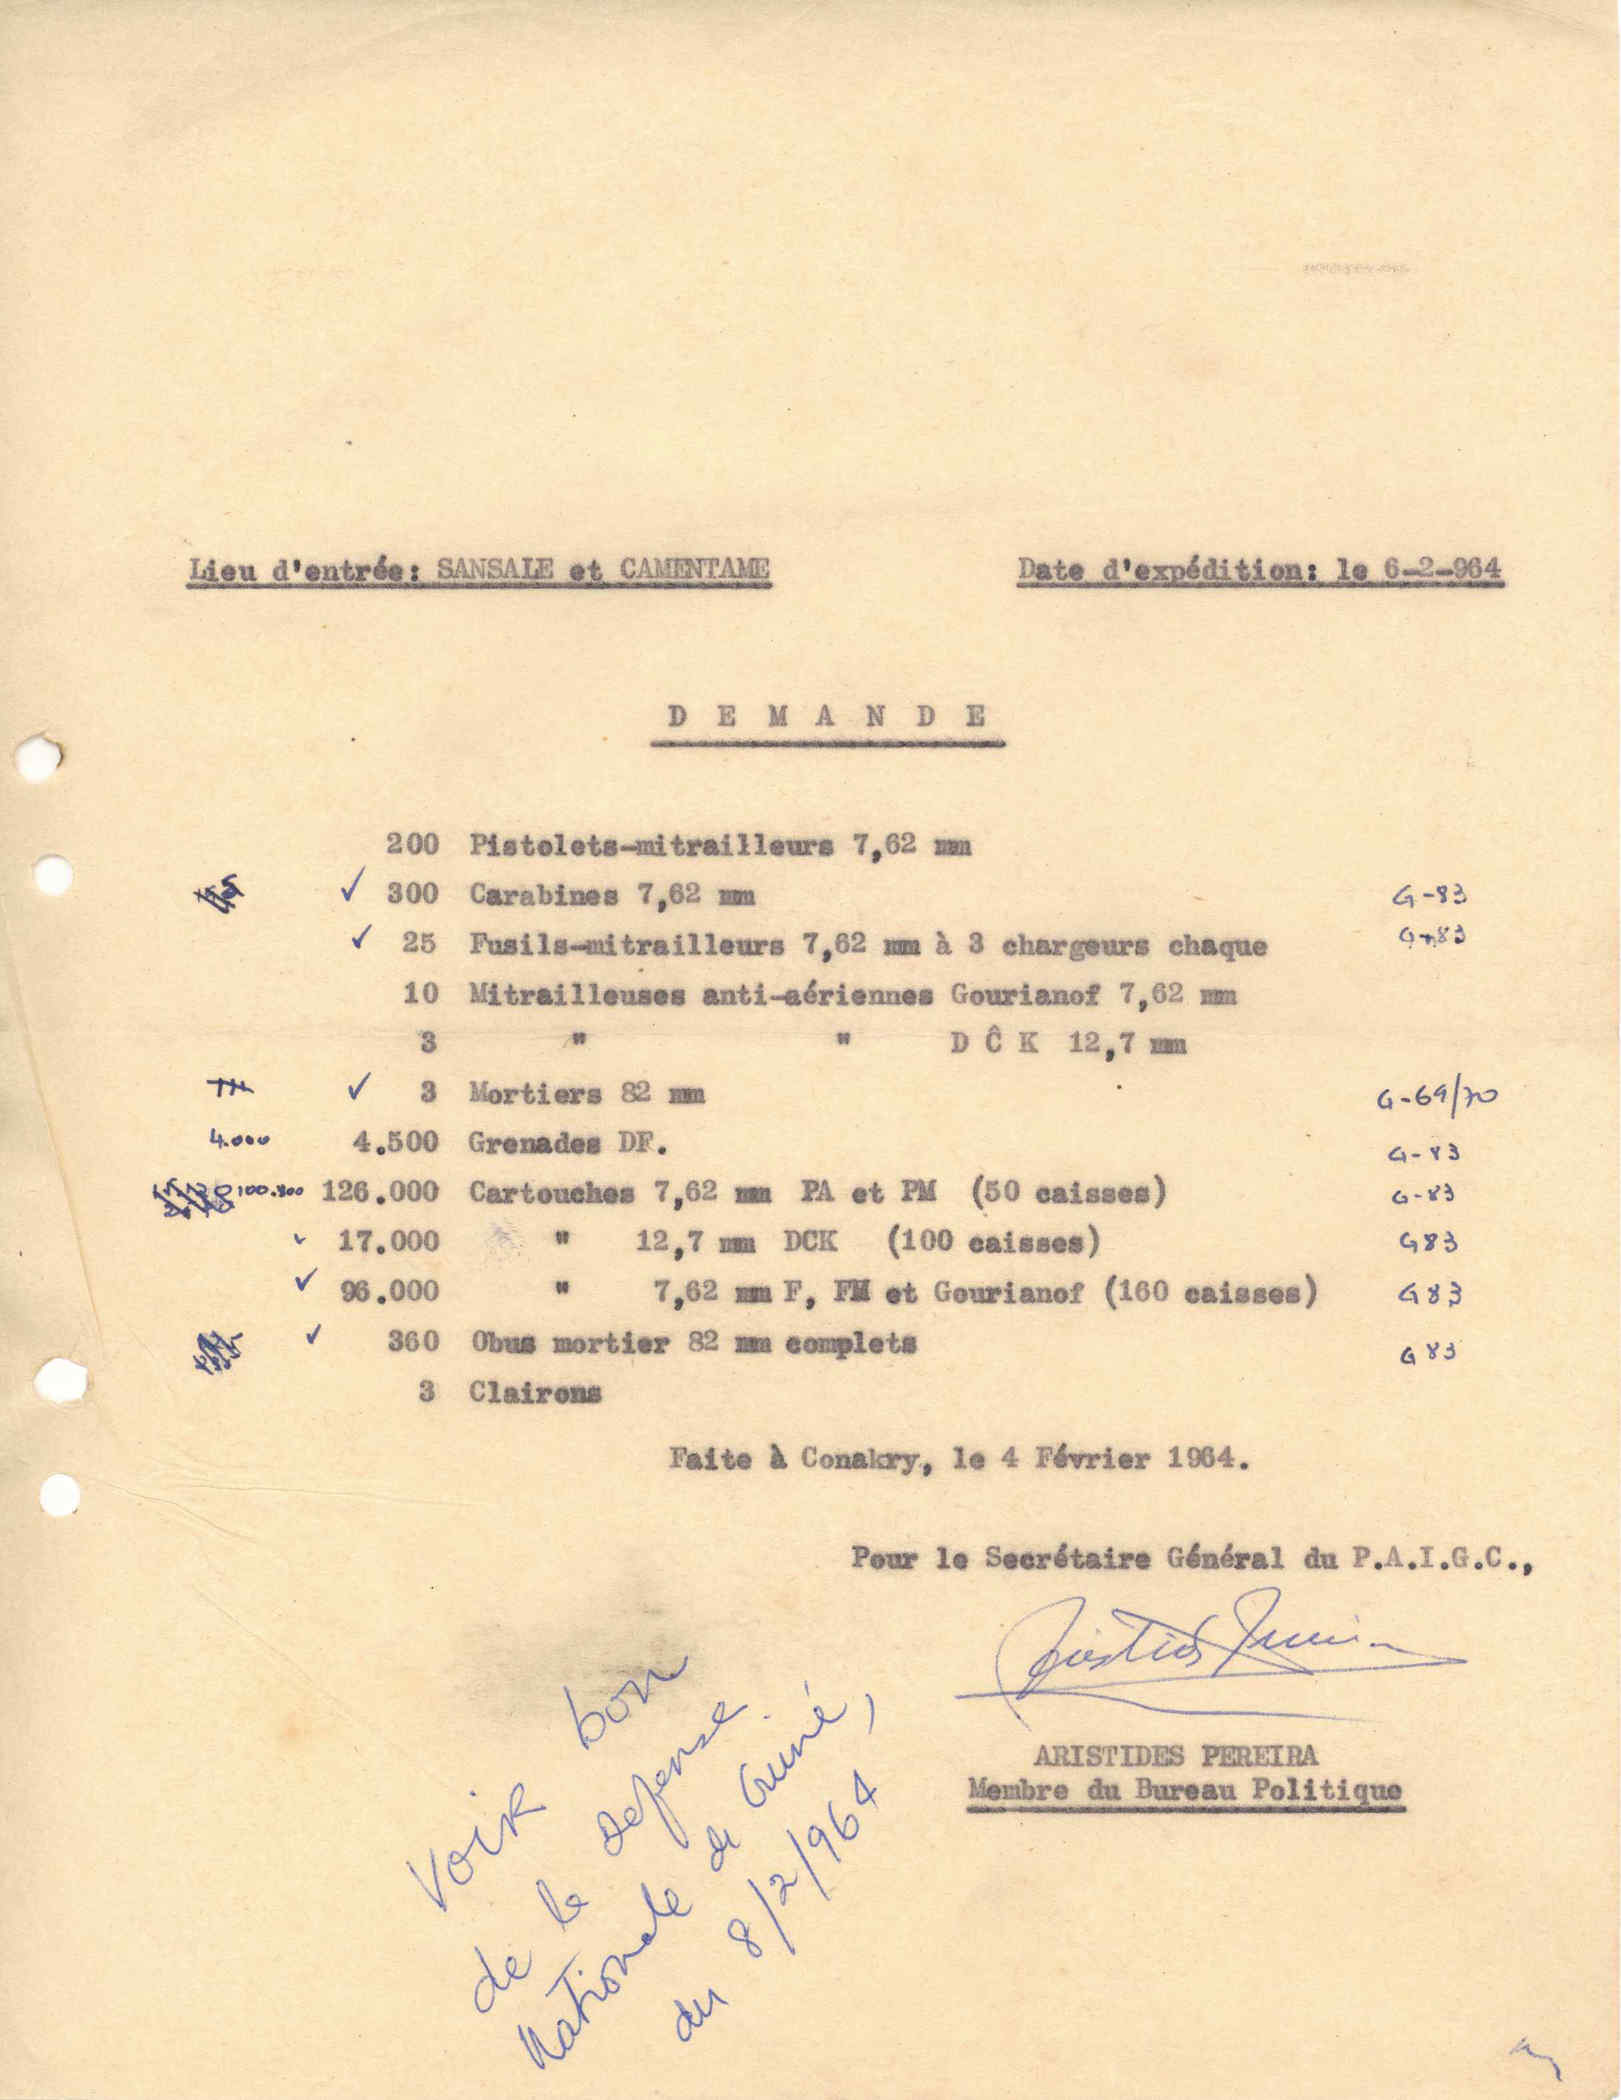 Lieu d'entrée: SANSALE et CAMENTAME Date d'expédition: le 6-2-964
D E M A N D E
200 Pistolets-mitrailleurs 7,62 mm
✓ 300 Carabines 7,62 mm G-83
✓ 25 Fusils-mitrailleurs 7,62 mm à 3 chargeurs chaque G-83
10 Mitrailleuses anti-aériennes Gourianof 7,62 mm
3 " " D Ĉ K 12,7 mm
✓ 3 Mortiers 82 mm G-69/70
4.000 4.500 Grenades DF. G-83
100.800 126.000 Cartouches 7,62 mm PA et PM (50 caisses) G-83
✓ 17.000 " 12,7 mm DCK (100 caisses) G83
✓ 96.000 " 7,62 mm F, FM et Gourianof (160 caisses) G83
✓ 360 Obus mortier 82 mm complets G83
3 Clairons
Faite à Conakry, le 4 Février 1964.
Pour le Secrétaire Général du P.A.I.G.C.,
Aristides Pereira
ARISTIDES PEREIRA
Membre du Bureau Politique
Voir bon
de la Defense
Nationale de Guiné,
du 8/2/964